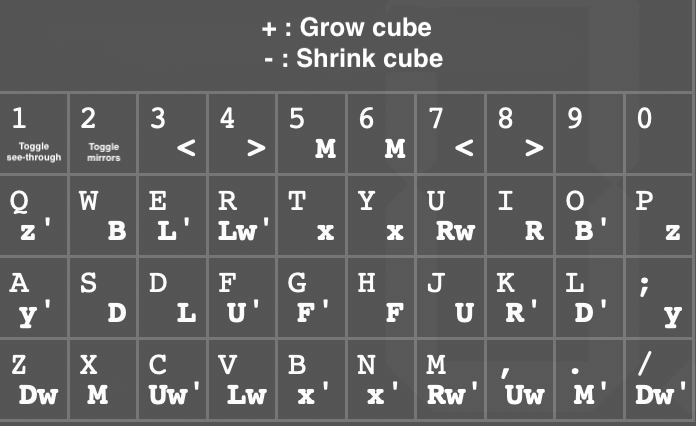 + : Grow cube
- : Shrink cube
1 2 3 4 5 6 7 8 9 0
Toggle see-through Toggle mirrors < > M M < >
Q W E R T Y U I O P
z' B L' Lw' x x Rw R B' z
A S D F G H J K L ;
y' D L U' F' F U R' D' y
Z X C V B N M , . /
Dw M Uw' Lw x' x' Rw' Uw M' Dw'